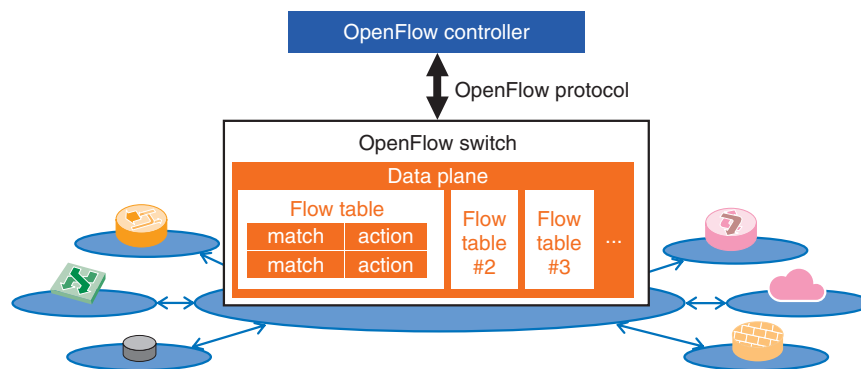 OpenFlow controller
OpenFlow protocol
OpenFlow switch
Data plane
Flow table
match action
match action
Flow
table
#2
Flow
table
#3
...